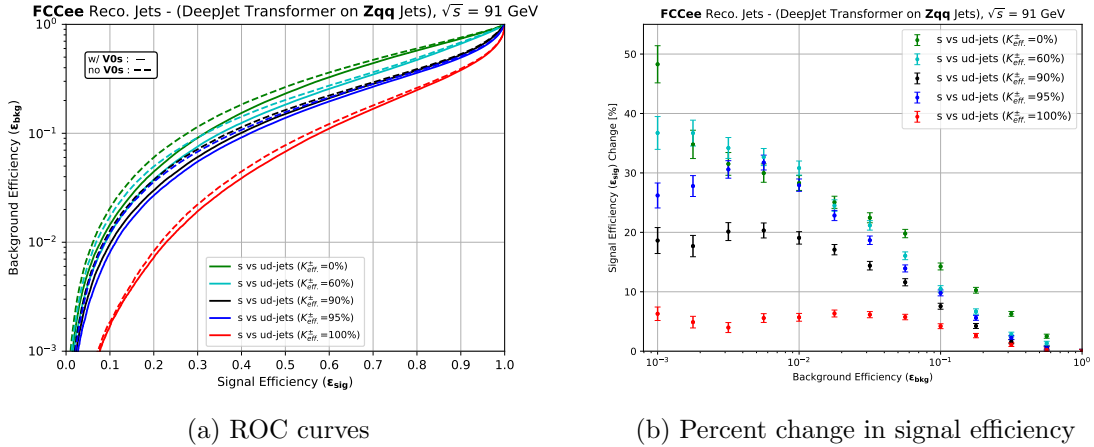 FCCee Reco. Jets - (DeepJet Transformer on Zqq Jets), √s = 91 GeV
10⁰
10⁻¹
10⁻²
10⁻³
Background Efficiency (ε_bkg)
w/ V0s : —
no V0s : ---
s vs ud-jets (K±eff.=0%)
s vs ud-jets (K±eff.=60%)
s vs ud-jets (K±eff.=90%)
s vs ud-jets (K±eff.=95%)
s vs ud-jets (K±eff.=100%)
0.0 0.1 0.2 0.3 0.4 0.5 0.6 0.7 0.8 0.9 1.0
Signal Efficiency (ε_sig)
(a) ROC curves
FCCee Reco. Jets - (DeepJet Transformer on Zqq Jets), √s = 91 GeV
50
40
30
20
10
0
Signal Efficiency (ε_sig) Change [%]
s vs ud-jets (K±eff.=0%)
s vs ud-jets (K±eff.=60%)
s vs ud-jets (K±eff.=90%)
s vs ud-jets (K±eff.=95%)
s vs ud-jets (K±eff.=100%)
10⁻³ 10⁻² 10⁻¹ 10⁰
Background Efficiency (ε_bkg)
(b) Percent change in signal efficiency